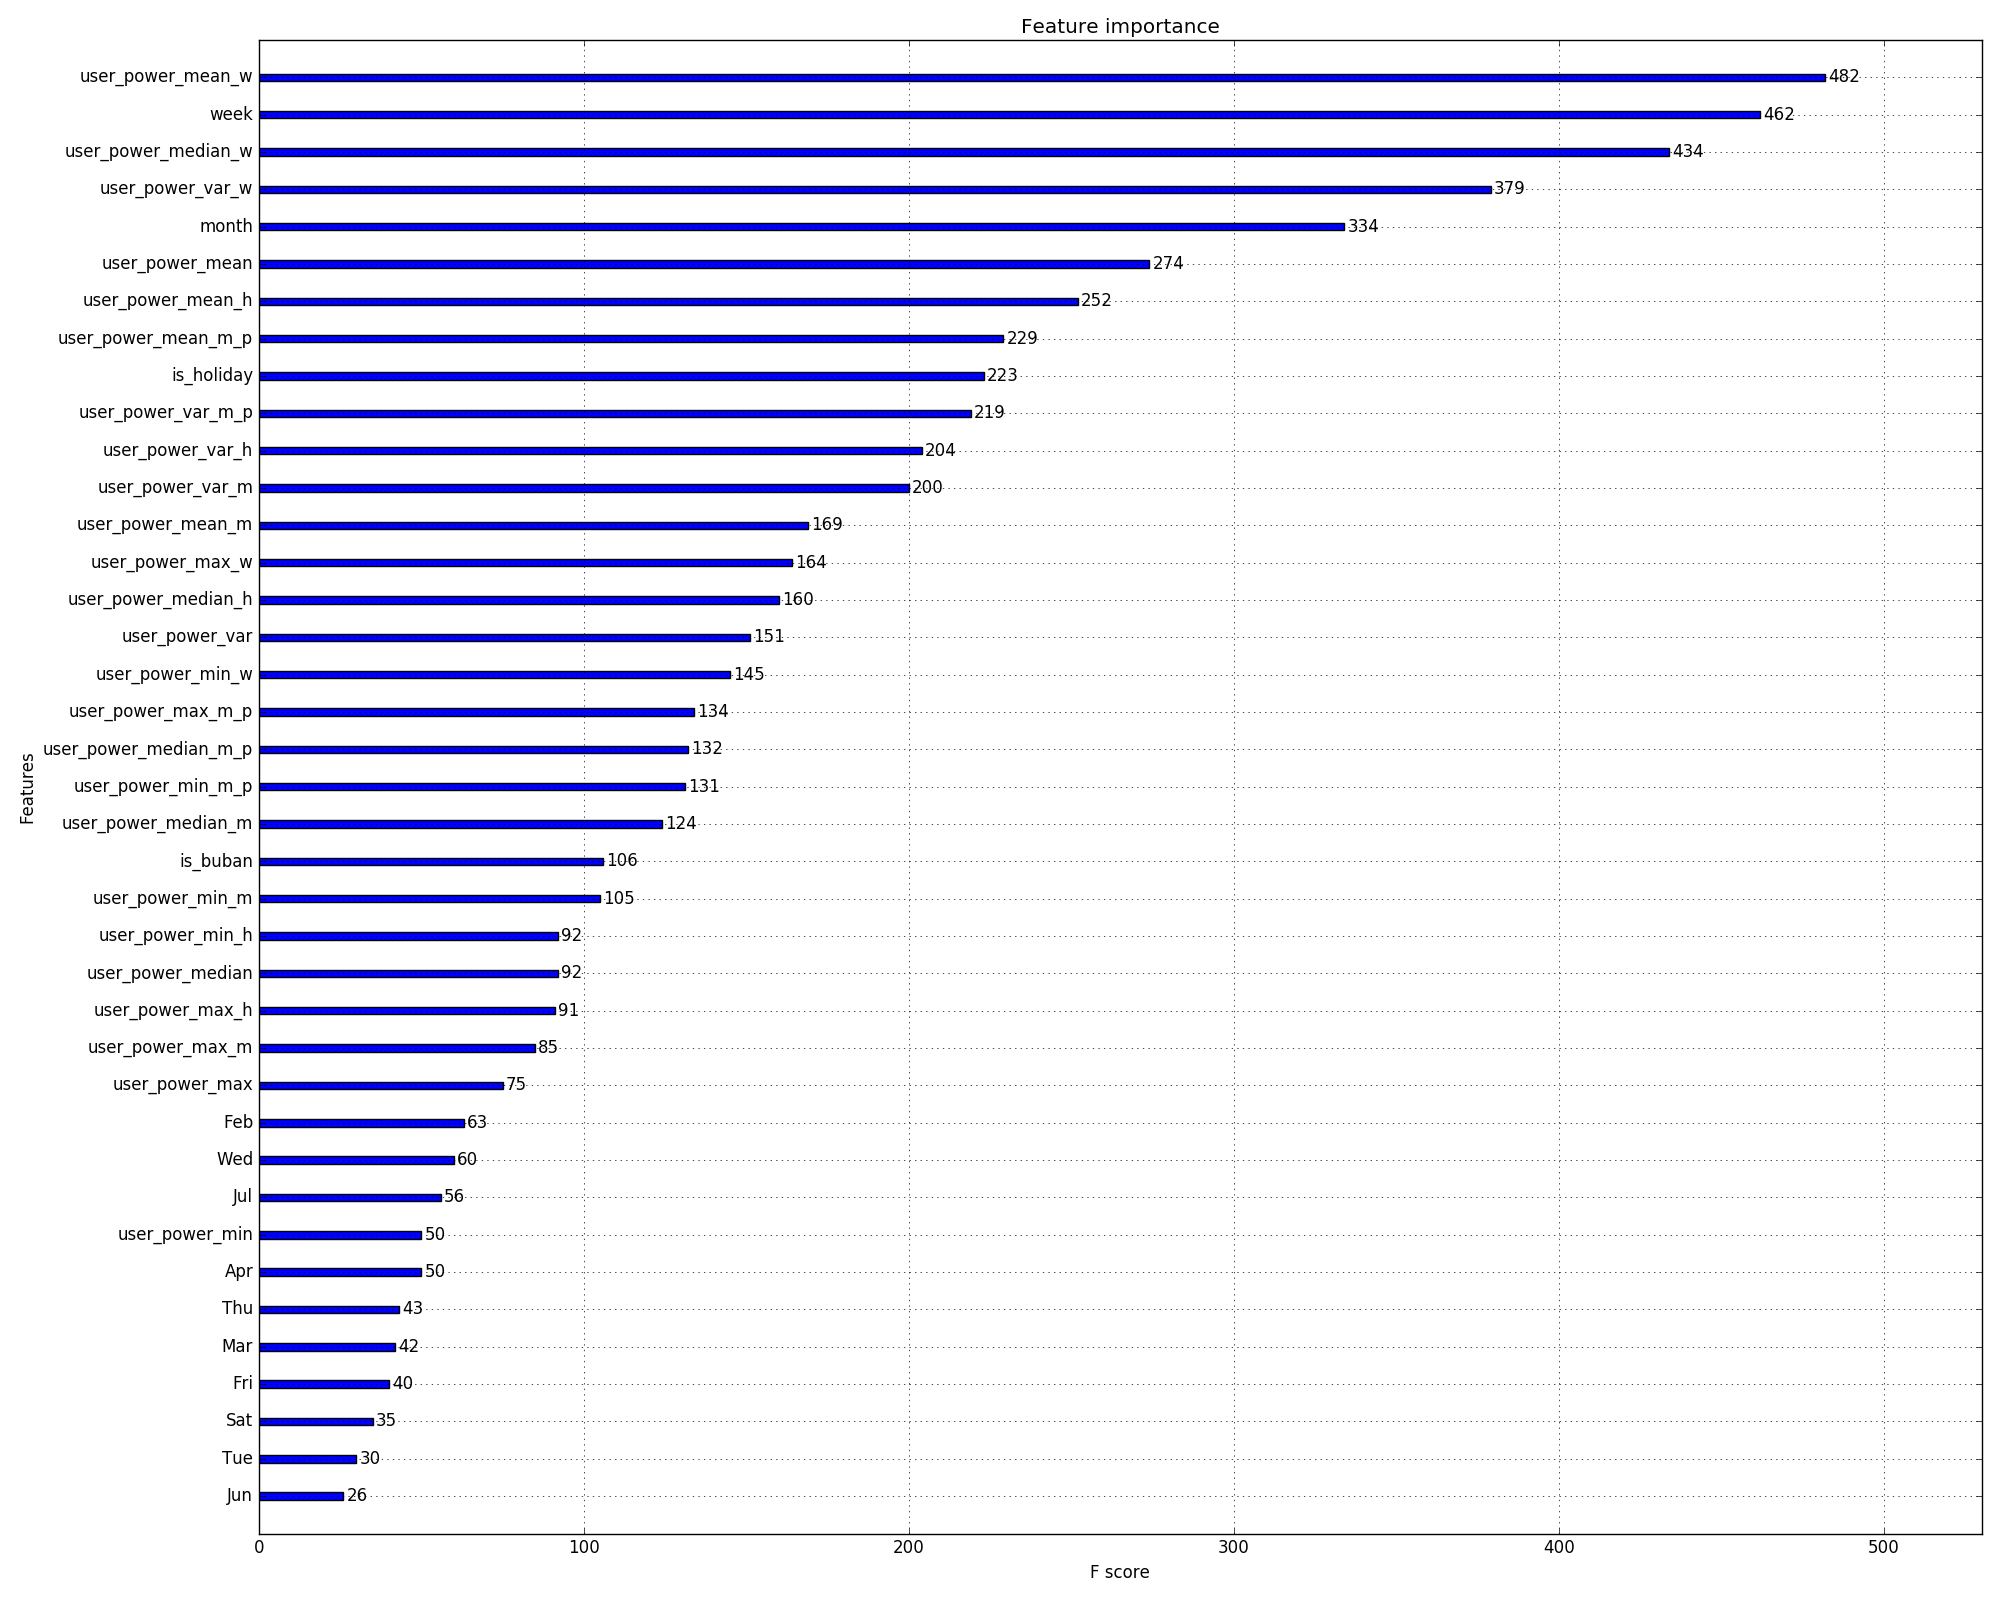 Feature importance
user_power_mean_w 482
week 462
user_power_median_w 434
user_power_var_w 379
month 334
user_power_mean 274
user_power_mean_h 252
user_power_mean_m_p 229
is_holiday 223
user_power_var_m_p 219
user_power_var_h 204
user_power_var_m 200
user_power_mean_m 169
user_power_max_w 164
user_power_median_h 160
user_power_var 151
user_power_min_w 145
user_power_max_m_p 134
user_power_median_m_p 132
user_power_min_m_p 131
user_power_median_m 124
is_buban 106
user_power_min_m 105
user_power_min_h 92
user_power_median 92
user_power_max_h 91
user_power_max_m 85
user_power_max 75
Feb 63
Wed 60
Jul 56
user_power_min 50
Apr 50
Thu 43
Mar 42
Fri 40
Sat 35
Tue 30
Jun 26
Features
0 100 200 300 400 500
F score